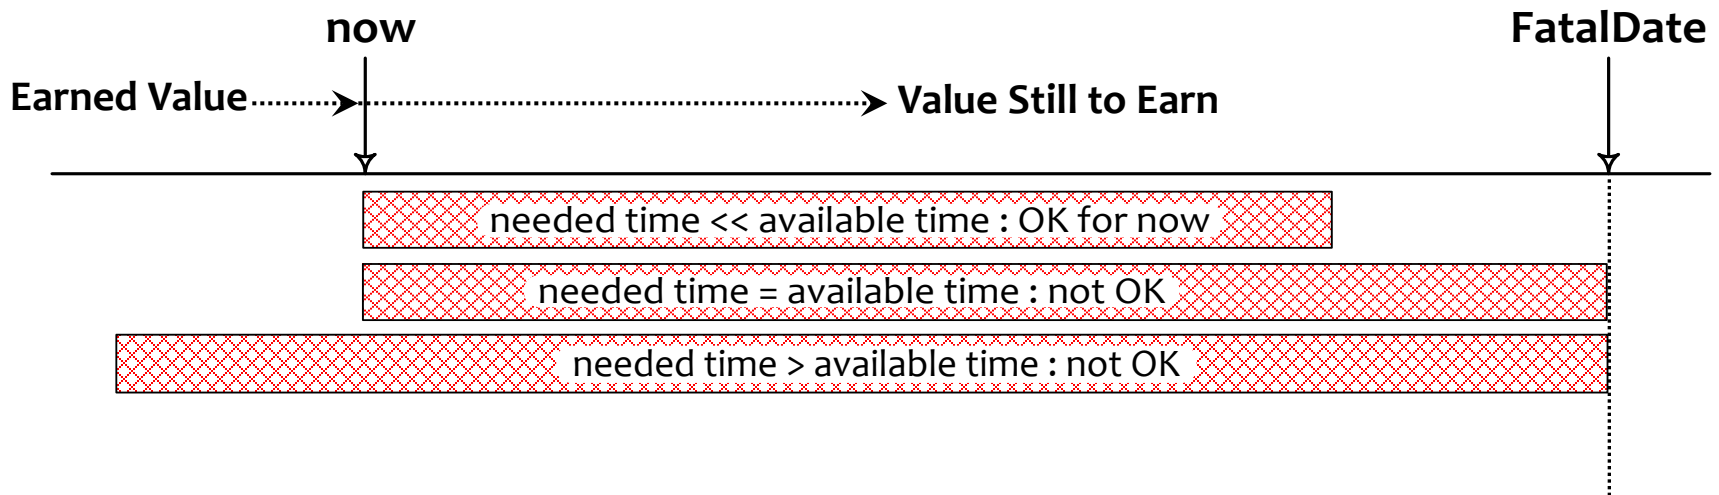 now
FatalDate
Earned Value
Value Still to Earn
needed time << available time : OK for now
needed time = available time : not OK
needed time > available time : not OK